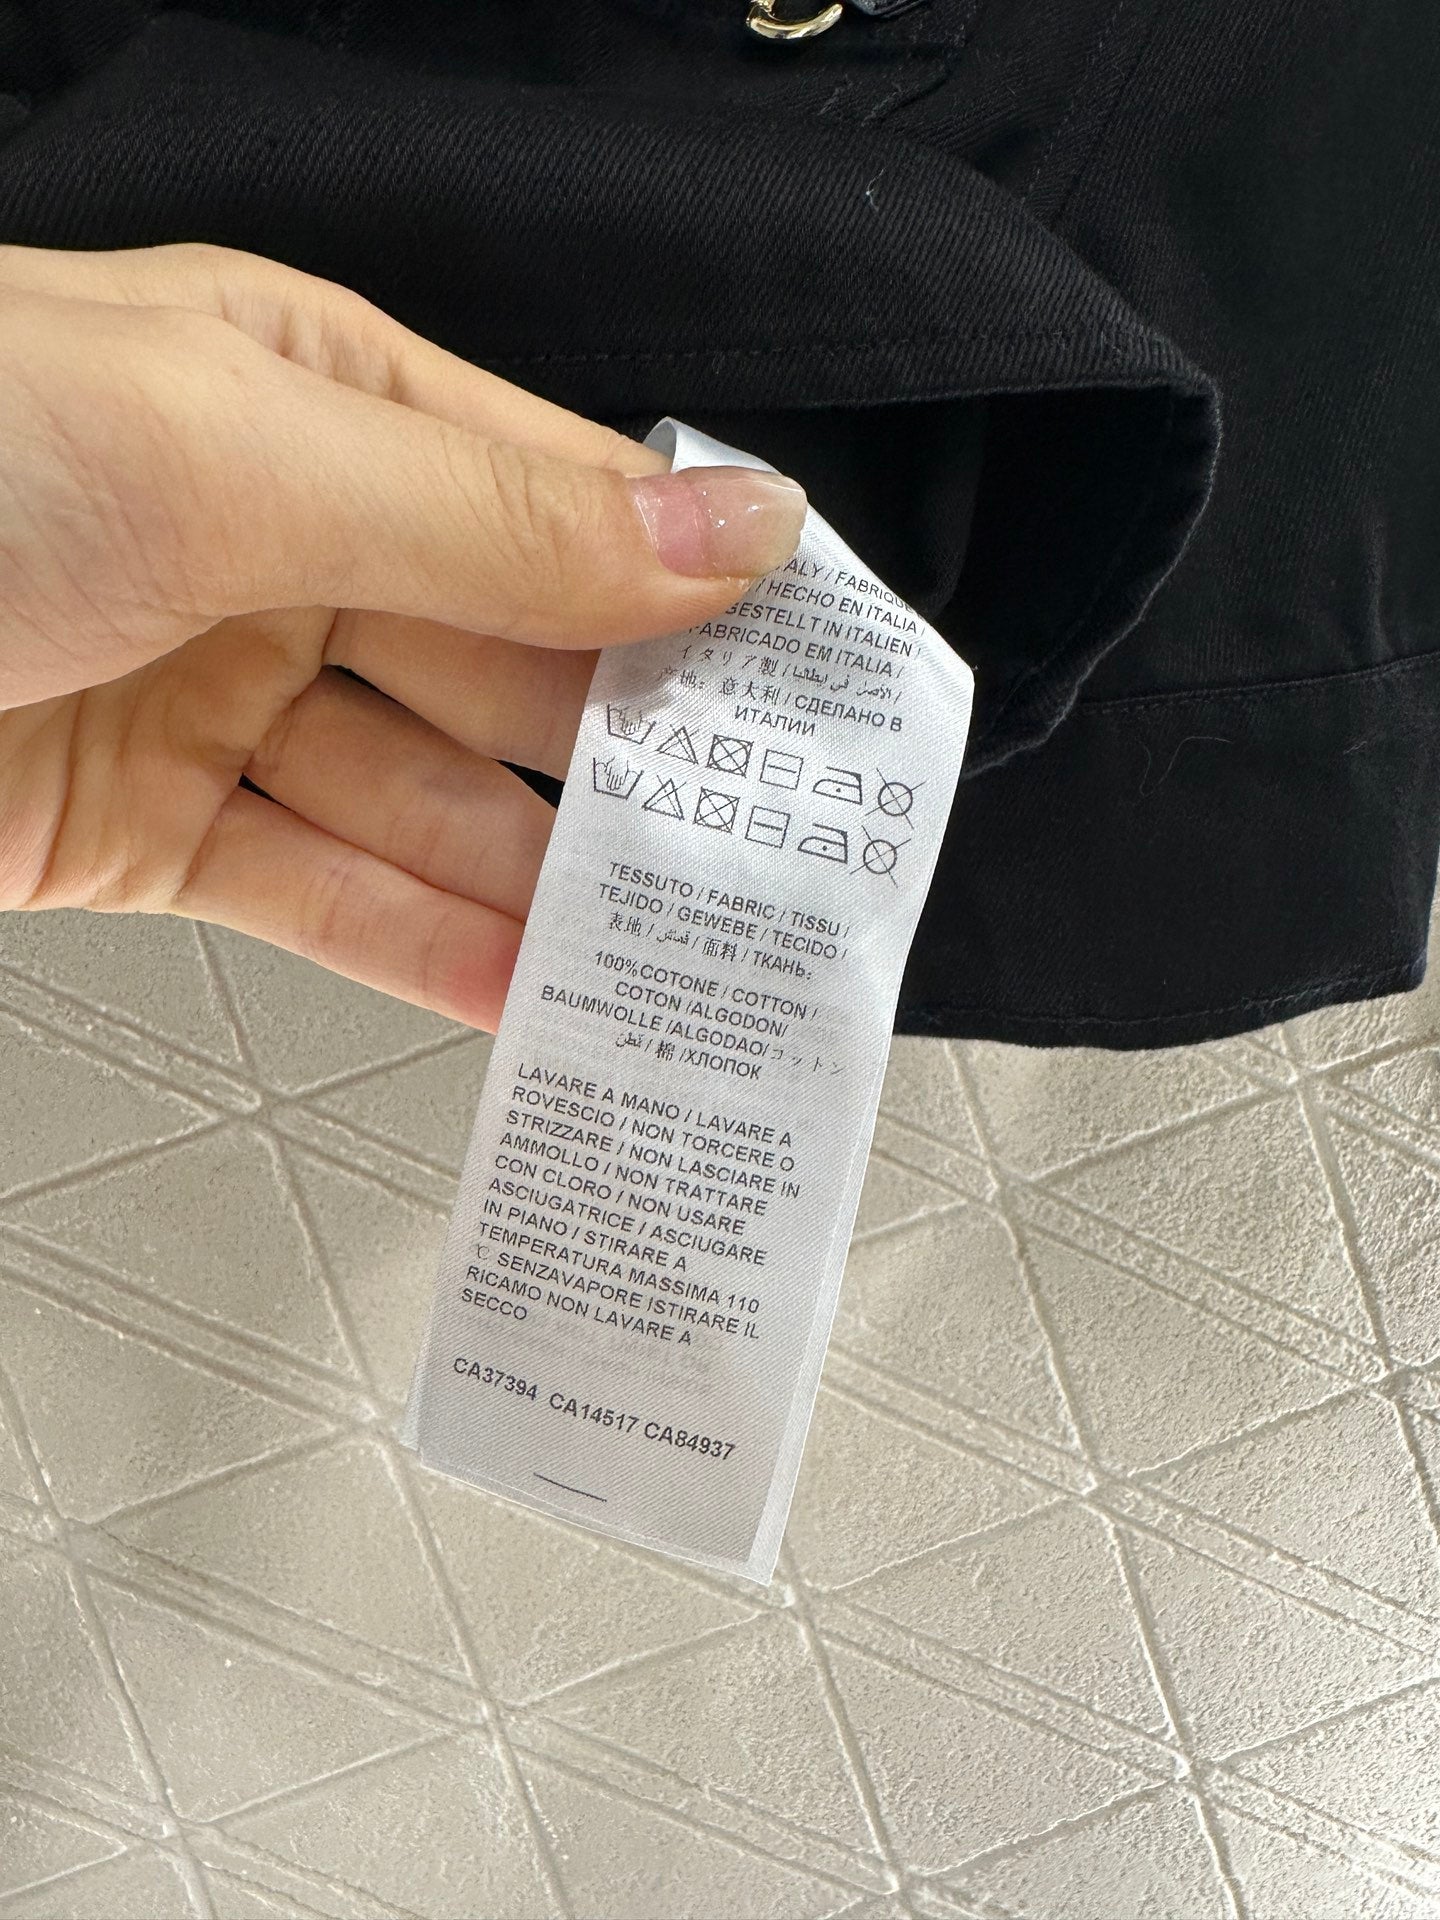 ALY / FABRIQUE
/ HECHO EN ITALIA /
GESTELLT IN ITALIEN /
FABRICADO EM ITALIA /
イタリア製 / الأصل في إيطاليا /
产地：意大利 / СДЕЛАНО В
ИТАЛИИ
TESSUTO / FABRIC / TISSU /
TEJIDO / GEWEBE / TECIDO /
表地 / قماش / 面料 / ТКАНЬ:
100%COTONE / COTTON /
COTON /ALGODON/
BAUMWOLLE /ALGODAO/コットン
قطن / 棉 /ХЛОПОК
LAVARE A MANO / LAVARE A
ROVESCIO / NON TORCERE O
STRIZZARE / NON LASCIARE IN
AMMOLLO / NON TRATTARE
CON CLORO / NON USARE
ASCIUGATRICE / ASCIUGARE
IN PIANO / STIRARE A
TEMPERATURA MASSIMA 110
℃ SENZAVAPORE ISTIRARE IL
RICAMO NON LAVARE A
SECCO
CA37394 CA14517 CA84937